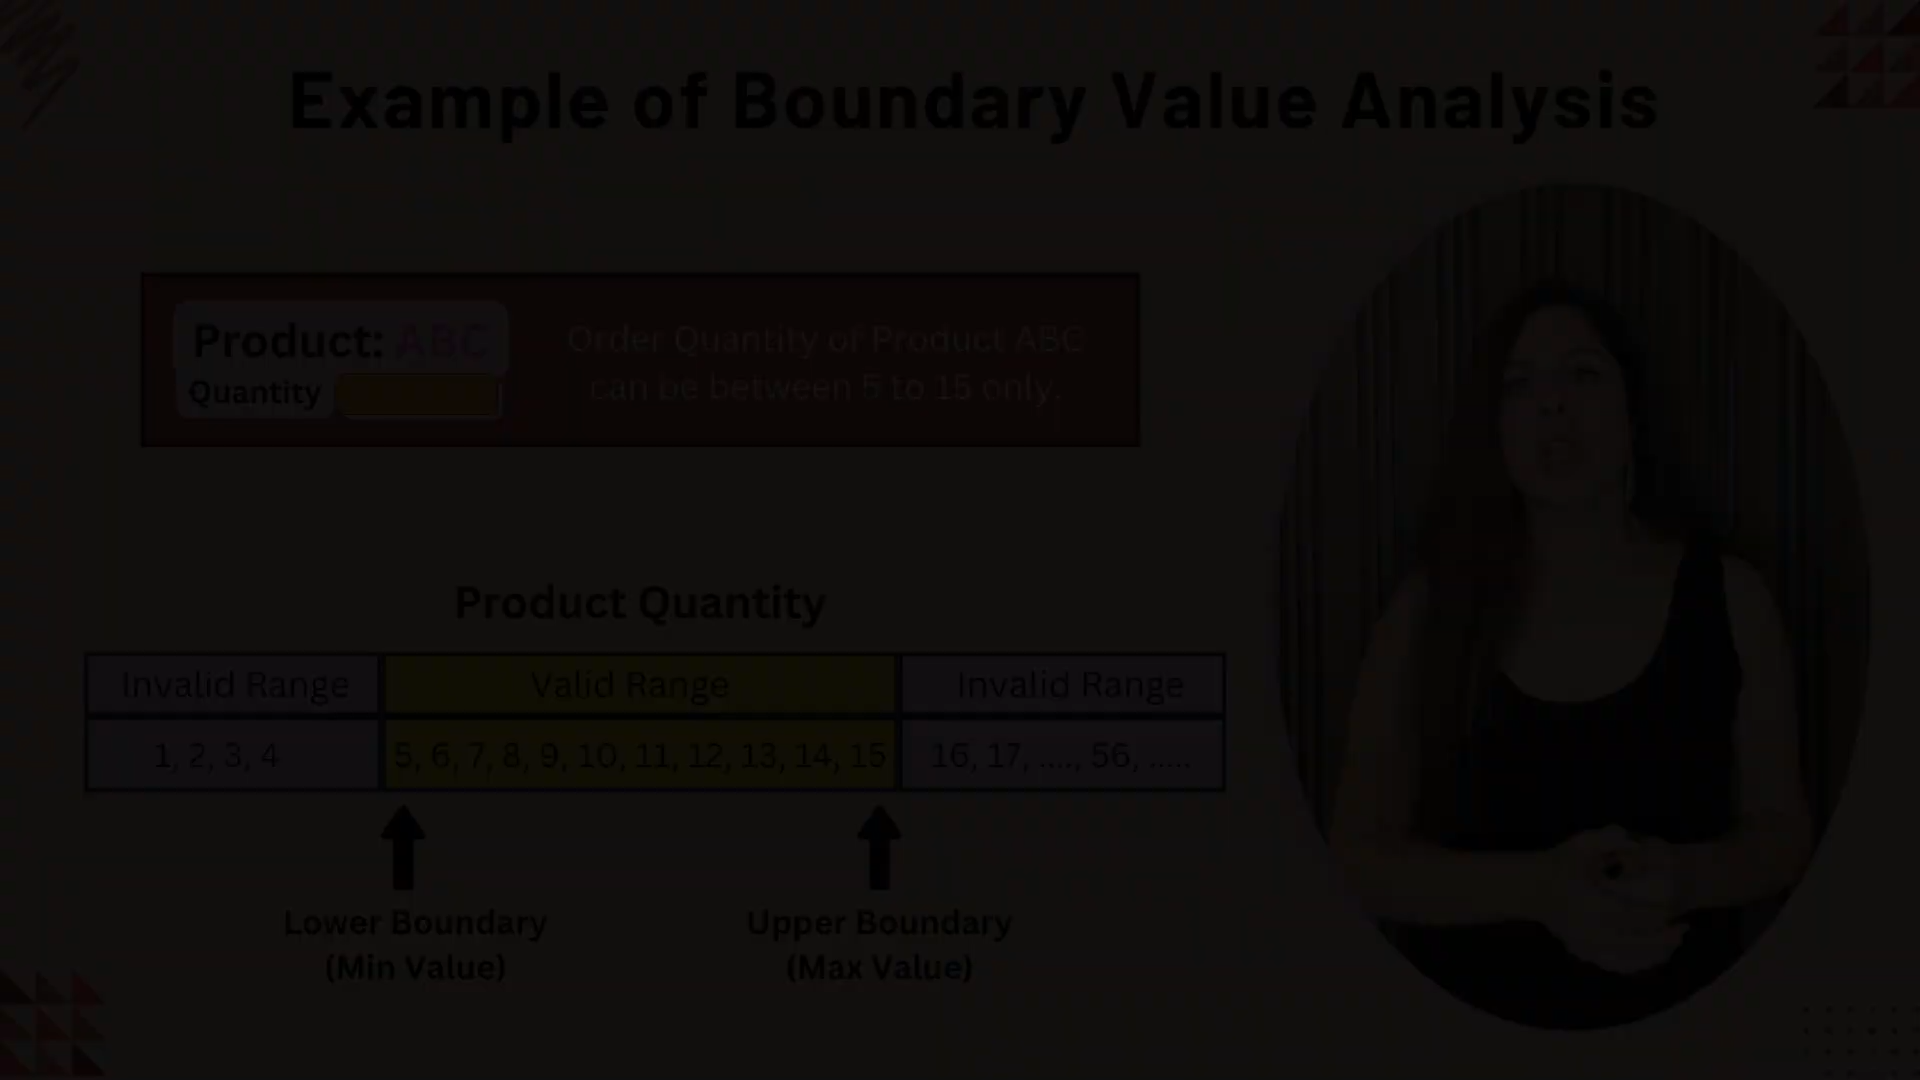 Example of Boundary Value Analysis
Product: ABC
Quantity
Order Quantity of Product ABC
can be between 5 to 15 only.
Product Quantity
Invalid Range
Valid Range
Invalid Range
1, 2, 3, 4
5, 6, 7, 8, 9, 10, 11, 12, 13, 14, 15
16, 17, ...., 56, .....
Lower Boundary
(Min Value)
Upper Boundary
(Max Value)